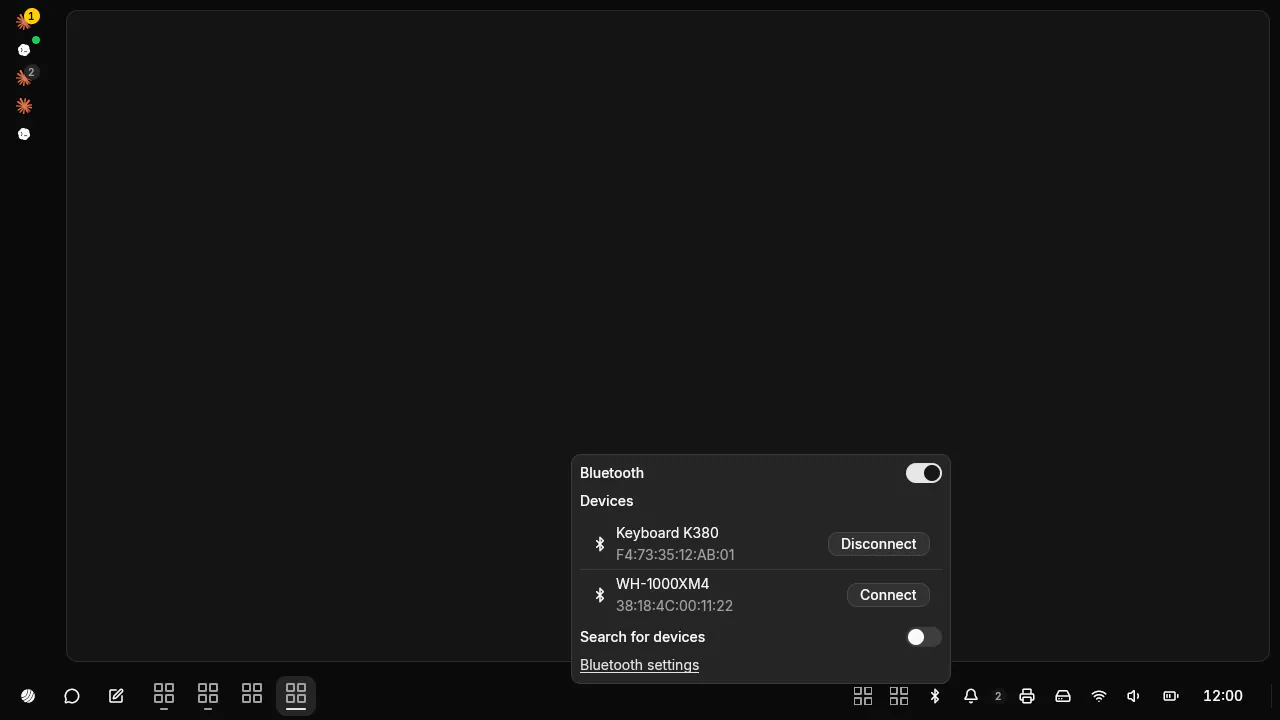 1
2
Bluetooth
Devices
Keyboard K380
F4:73:35:12:AB:01
Disconnect
WH-1000XM4
38:18:4C:00:11:22
Connect
Search for devices
Bluetooth settings
2
12:00